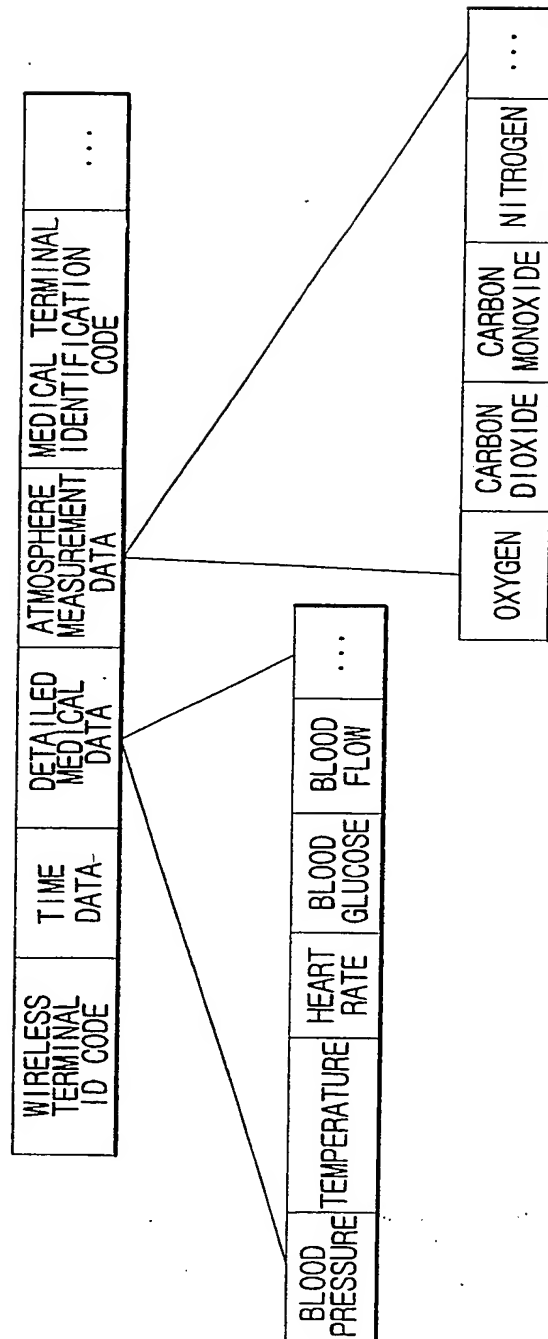 WIRELESS
TERMINAL
ID CODE
TIME
DATA
DETAILED
MEDICAL
DATA
ATMOSPHERE
MEASUREMENT
DATA
MEDICAL TERMINAL
IDENTIFICATION
CODE
...
BLOOD
PRESSURE
TEMPERATURE
HEART
RATE
BLOOD
GLUCOSE
BLOOD
FLOW
...
OXYGEN
CARBON
DIOXIDE
CARBON
MONOXIDE
NITROGEN
...